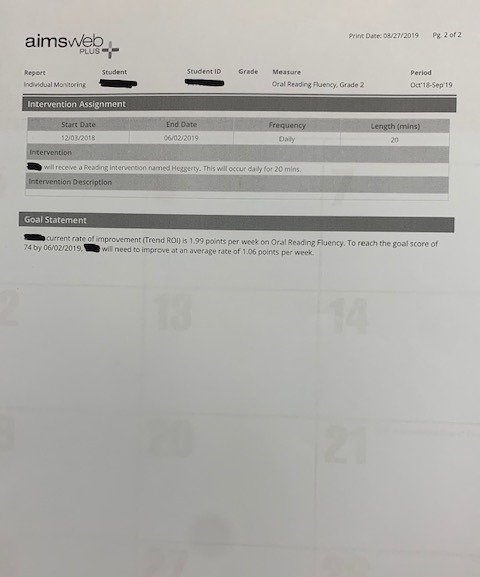 aimsweb
PLUS
Print Date: 08/27/2019 Pg. 2 of 2
Report Student Student ID Grade Measure Period
Individual Monitoring Oral Reading Fluency, Grade 2 Oct'18-Sep'19
Intervention Assignment
Start Date End Date Frequency Length (mins)
12/03/2018 06/02/2019 Daily 20
Intervention
will receive a Reading Intervention named Heggerty. This will occur daily for 20 mins.
Intervention Description
Goal Statement
current rate of improvement (Trend ROI) is 1.99 points per week on Oral Reading Fluency. To reach the goal score of
74 by 06/02/2019, will need to improve at an average rate of 1.06 points per week.
13
14
20
21